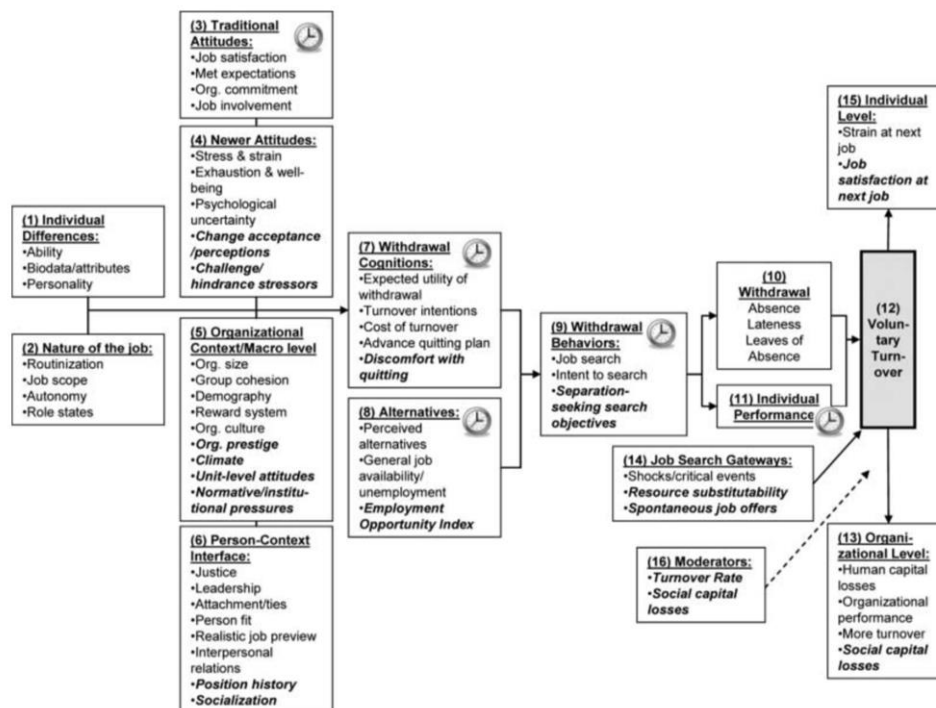 (1) Individual
Differences:
•Ability
•Biodata/attributes
•Personality
(2) Nature of the job:
•Routinization
•Job scope
•Autonomy
•Role states
(3) Traditional
Attitudes:
•Job satisfaction
•Met expectations
•Org. commitment
•Job involvement
(4) Newer Attitudes:
•Stress & strain
•Exhaustion & well-
being
•Psychological
uncertainty
•Change acceptance
/perceptions
•Challenge/
hindrance stressors
(5) Organizational
Context/Macro level
•Org. size
•Group cohesion
•Demography
•Reward system
•Org. culture
•Org. prestige
•Climate
•Unit-level attitudes
•Normative/institu-
tional pressures
(6) Person-Context
Interface:
•Justice
•Leadership
•Attachment/ties
•Person fit
•Realistic job preview
•Interpersonal
relations
•Position history
•Socialization
(7) Withdrawal
Cognitions:
•Expected utility of
withdrawal
•Turnover intentions
•Cost of turnover
•Advance quitting plan
•Discomfort with
quitting
(8) Alternatives:
•Perceived
alternatives
•General job
availability/
unemployment
•Employment
Opportunity Index
(9) Withdrawal
Behaviors:
•Job search
•Intent to search
•Separation-
seeking search
objectives
(10)
Withdrawal
Absence
Lateness
Leaves of
Absence
(11) Individual
Performance
(12)
Volun-
tary
Turn-
over
(13) Organi-
zational Level:
•Human capital
losses
•Organizational
performance
•More turnover
•Social capital
losses
(14) Job Search Gateways:
•Shocks/critical events
•Resource substitutability
•Spontaneous job offers
(15) Individual
Level:
•Strain at next
job
•Job
satisfaction at
next job
(16) Moderators:
•Turnover Rate
•Social capital
losses